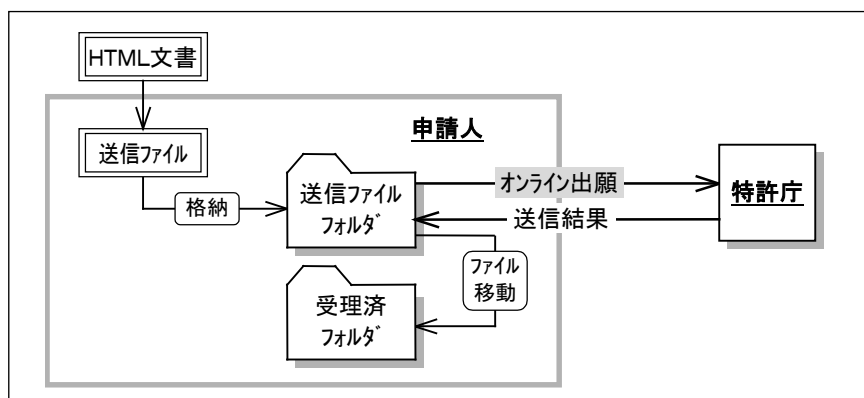 HTML文書
送信ファイル
申請人
格納
送信ファイル
フォルダ
オンライン出願
送信結果
特許庁
ファイル
移動
受理済
フォルダ